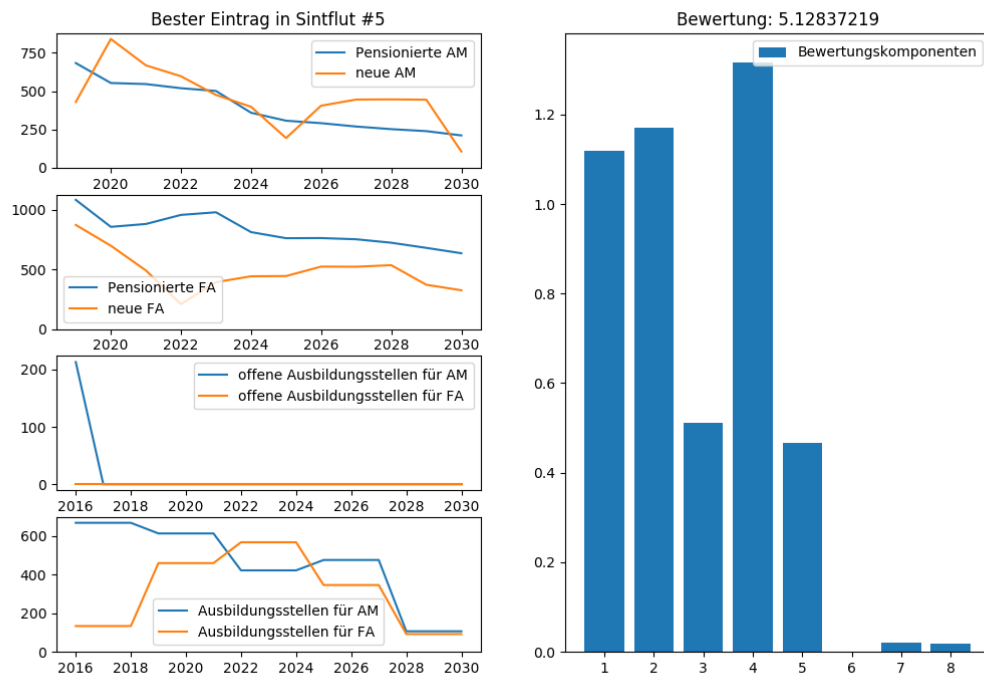 Bester Eintrag in Sintflut #5
750
500
250
0
Pensionierte AM
neue AM
2020 2022 2024 2026 2028 2030
1000
500
0
Pensionierte FA
neue FA
2020 2022 2024 2026 2028 2030
200
100
0
offene Ausbildungsstellen für AM
offene Ausbildungsstellen für FA
2016 2018 2020 2022 2024 2026 2028 2030
600
400
200
0
Ausbildungsstellen für AM
Ausbildungsstellen für FA
2016 2018 2020 2022 2024 2026 2028 2030
Bewertung: 5.12837219
Bewertungskomponenten
1.2
1.0
0.8
0.6
0.4
0.2
0.0
1 2 3 4 5 6 7 8